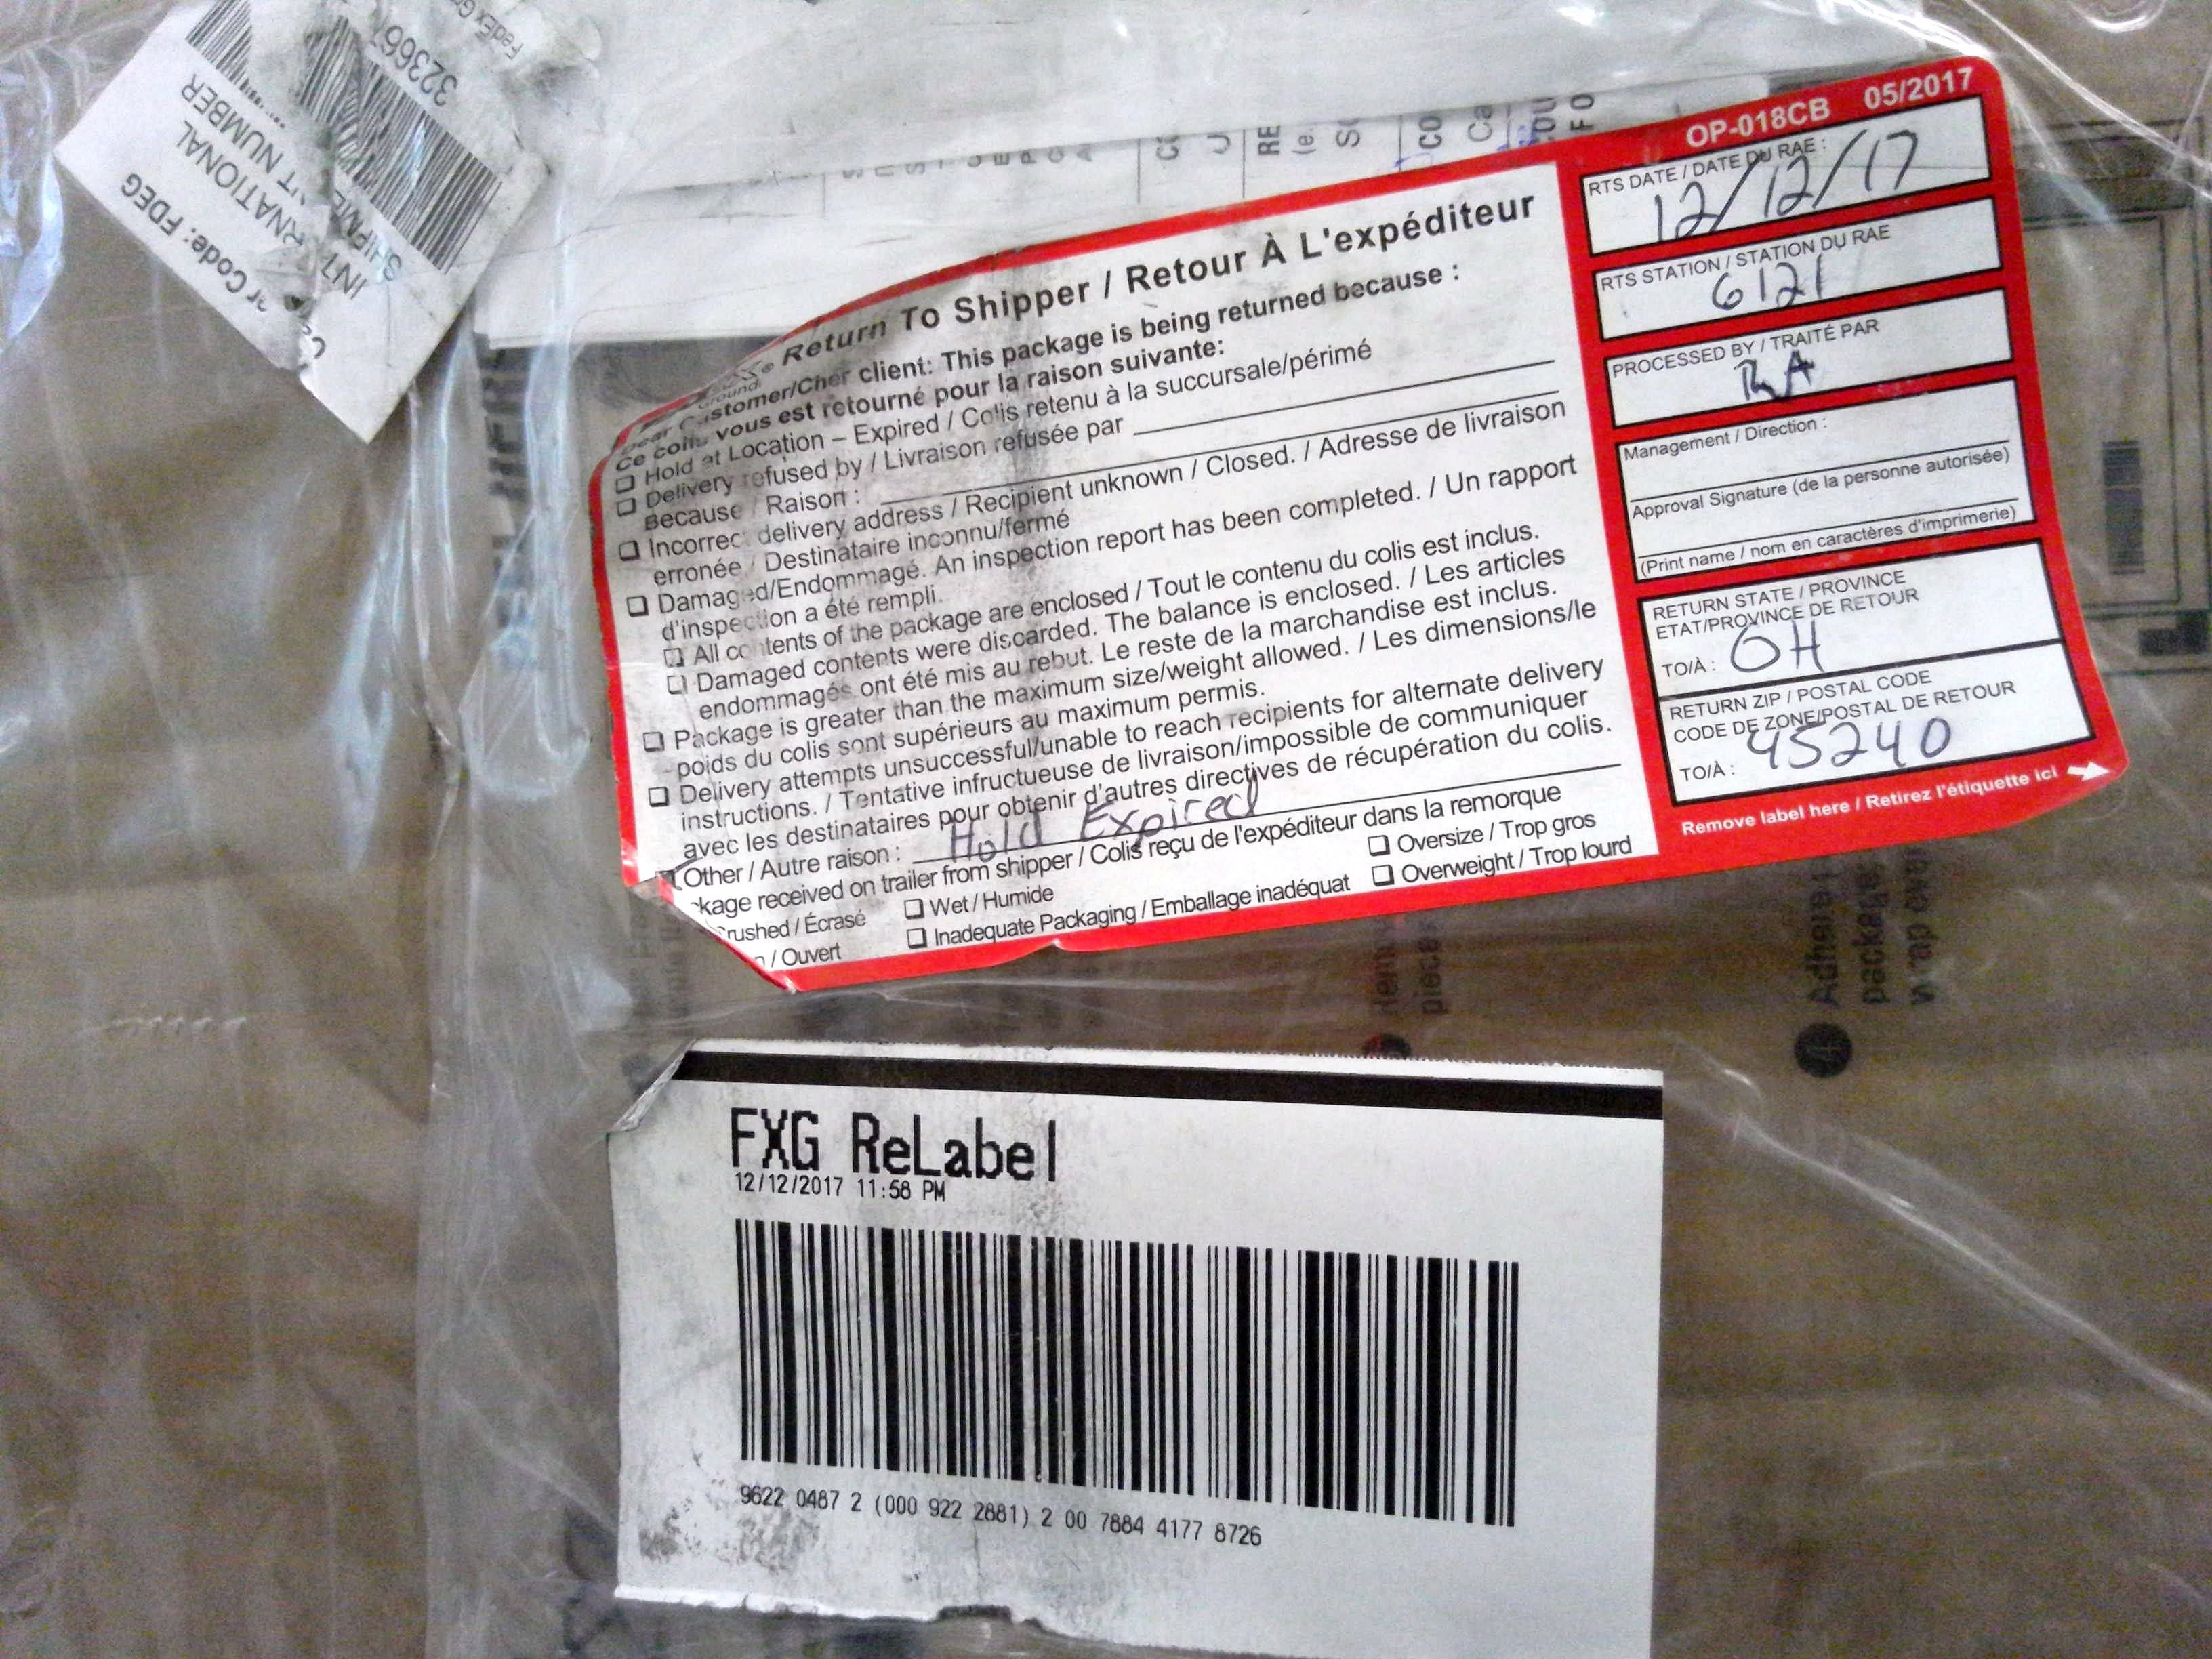 323661
NUMBER
Code: FDEG
OP-018CB 05/2017
Return To Shipper / Retour À L'expéditeur
client: This package is being returned because :
vous est retourné pour la raison suivante:
❑ Hold at Location – Expired / Colis retenu à la succursale/périmé
❑ Delivery refused by / Livraison refusée par
Because / Raison :
❑ Incorrect delivery address / Recipient unknown / Closed. / Adresse de livraison
erronée / Destinataire inconnu/fermé
❑ Damaged/Endommagé. An inspection report has been completed. / Un rapport
d'inspection a été rempli.
❑ All contents of the package are enclosed / Tout le contenu du colis est inclus.
❑ Damaged contents were discarded. The balance is enclosed. / Les articles
endommagés ont été mis au rebut. Le reste de la marchandise est inclus.
❑ Package is greater than the maximum size/weight allowed. / Les dimensions/le
poids du colis sont supérieurs au maximum permis.
❑ Delivery attempts unsuccessful/unable to reach recipients for alternate delivery
instructions. / Tentative infructueuse de livraison/impossible de communiquer
avec les destinataires pour obtenir d'autres directives de récupération du colis.
Other / Autre raison : Hold Expired
kage received on trailer from shipper / Colis reçu de l'expéditeur dans la remorque
rushed / Écrasé ❑ Wet / Humide ❑ Oversize / Trop gros
/ Ouvert ❑ Inadequate Packaging / Emballage inadéquat ❑ Overweight / Trop lourd
RTS DATE / DATE DU RAE :
12/12/17
RTS STATION / STATION DU RAE
6121
PROCESSED BY / TRAITÉ PAR
RA
Management / Direction :
Approval Signature (de la personne autorisée)
(Print name / nom en caractères d'imprimerie)
RETURN STATE / PROVINCE
ETAT/PROVINCE DE RETOUR
TO/À : OH
RETURN ZIP / POSTAL CODE
CODE DE ZONE/POSTAL DE RETOUR
TO/À : 45240
Remove label here / Retirez l'étiquette ici
4 Adhere
package
FXG ReLabel
12/12/2017 11:58 PM
9622 0487 2 (000 922 2881) 2 00 7884 4177 8726